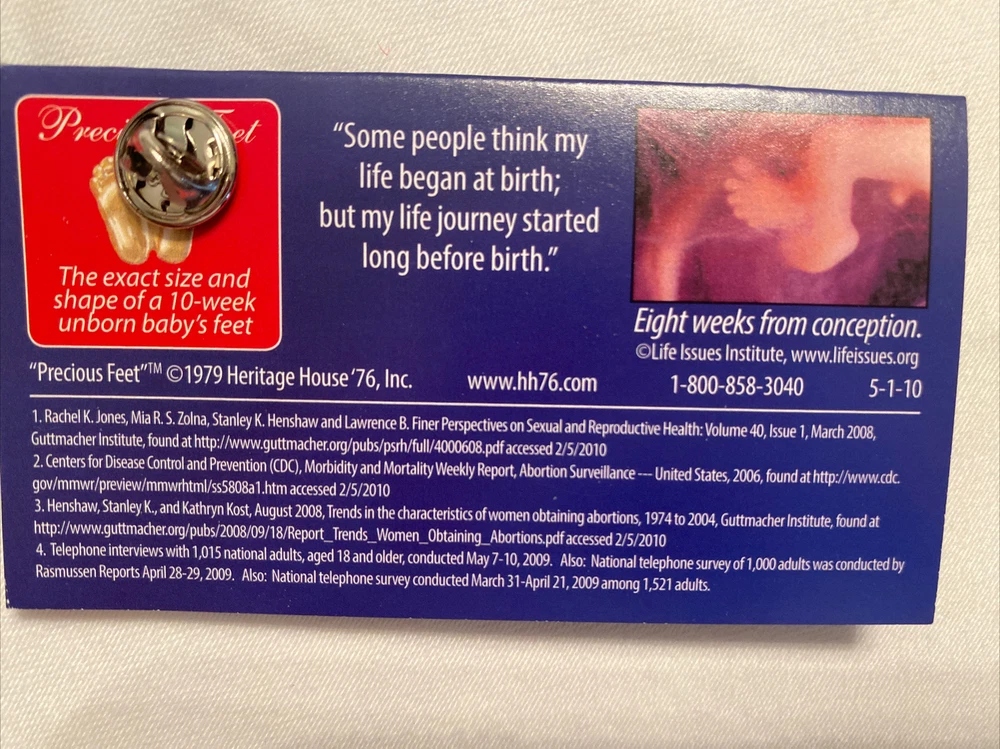 Prec et
The exact size and
shape of a 10-week
unborn baby's feet
"Some people think my
life began at birth;
but my life journey started
long before birth."
Eight weeks from conception.
©Life Issues Institute, www.lifeissues.org
"Precious Feet"™ ©1979 Heritage House '76, Inc. www.hh76.com 1-800-858-3040 5-1-10
1. Rachel K. Jones, Mia R. S. Zolna, Stanley K. Henshaw and Lawrence B. Finer Perspectives on Sexual and Reproductive Health: Volume 40, Issue 1, March 2008,
Guttmacher Institute, found at http://www.guttmacher.org/pubs/psrh/full/4000608.pdf accessed 2/5/2010
2. Centers for Disease Control and Prevention (CDC), Morbidity and Mortality Weekly Report, Abortion Surveillance --- United States, 2006, found at http://www.cdc.
gov/mmwr/preview/mmwrhtml/ss5808a1.htm accessed 2/5/2010
3. Henshaw, Stanley K., and Kathryn Kost, August 2008, Trends in the characteristics of women obtaining abortions, 1974 to 2004, Guttmacher Institute, found at
http://www.guttmacher.org/pubs/2008/09/18/Report_Trends_Women_Obtaining_Abortions.pdf accessed 2/5/2010
4. Telephone interviews with 1,015 national adults, aged 18 and older, conducted May 7-10, 2009. Also: National telephone survey of 1,000 adults was conducted by
Rasmussen Reports April 28-29, 2009. Also: National telephone survey conducted March 31-April 21, 2009 among 1,521 adults.